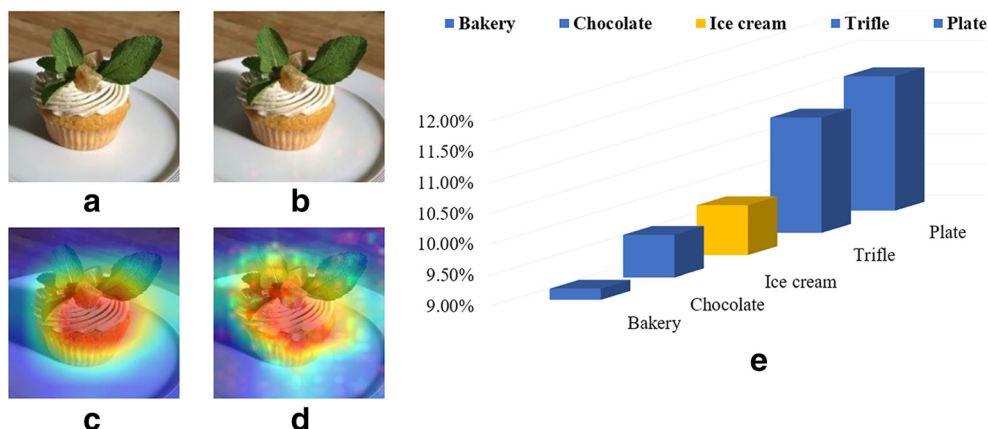 Bakery Chocolate Ice cream Trifle Plate
a
b
c
d
12.00%
11.50%
11.00%
10.50%
10.00%
9.50%
9.00%
Bakery
Chocolate
Ice cream
Trifle
Plate
e